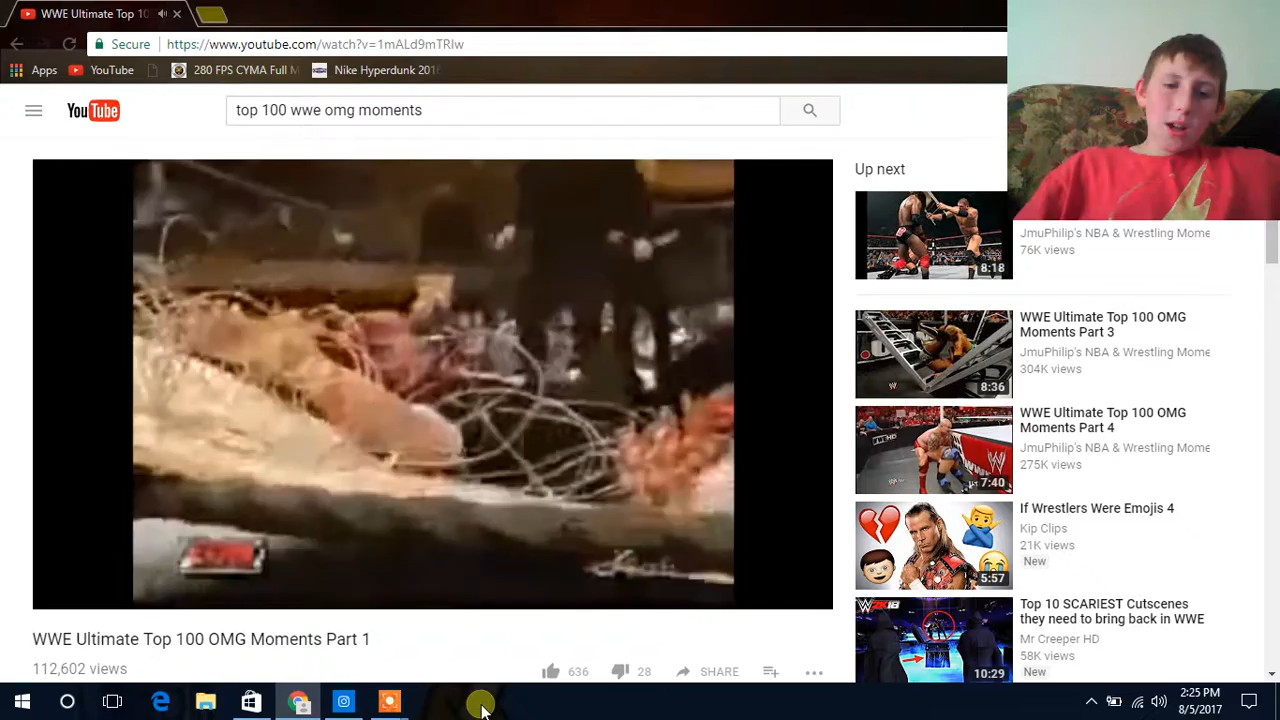 WWE Ultimate Top 10
Secure https://www.youtube.com/watch?v=1mALd9mTRIw
Apps YouTube 280 FPS CYMA Full M Nike Hyperdunk 2016
YouTube
top 100 wwe omg moments
Up next
JmuPhilip's NBA & Wrestling Mome
76K views
8:18
WWE Ultimate Top 100 OMG
Moments Part 3
JmuPhilip's NBA & Wrestling Mome
304K views
8:36
WWE Ultimate Top 100 OMG
Moments Part 4
JmuPhilip's NBA & Wrestling Mome
275K views
7:40
If Wrestlers Were Emojis 4
Kip Clips
21K views
New
5:57
Top 10 SCARIEST Cutscenes
they need to bring back in WWE
Mr Creeper HD
58K views
New
10:29
WWE Ultimate Top 100 OMG Moments Part 1
112,602 views
636 28 SHARE
2:25 PM
8/5/2017